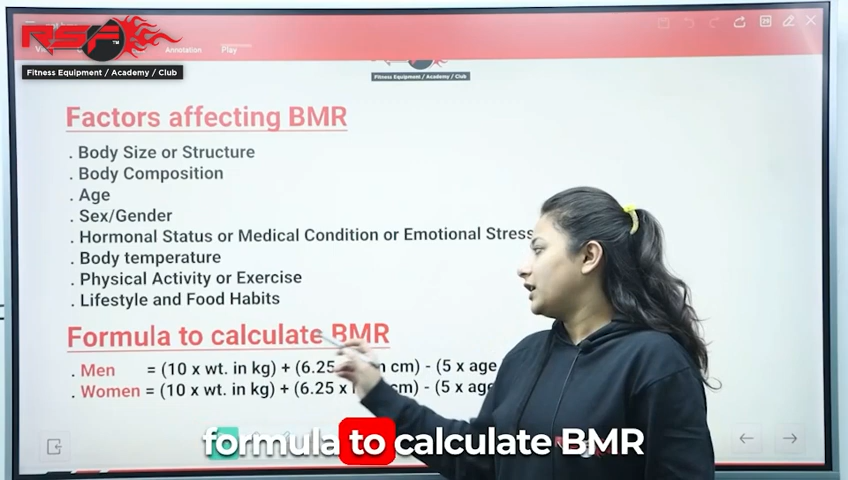 RSF
TM
Fitness Equipment / Academy / Club
Annotation
Play
29
Fitness Equipment / Academy / Club
Factors affecting BMR
. Body Size or Structure
. Body Composition
. Age
. Sex/Gender
. Hormonal Status or Medical Condition or Emotional Stress
. Body temperature
. Physical Activity or Exercise
. Lifestyle and Food Habits
Formula to calculate BMR
. Men = (10 x wt. in kg) + (6.25 in cm) - (5 x age
. Women = (10 x wt. in kg) + (6.25 x cm) - (5 x age
formula to calculate BMR